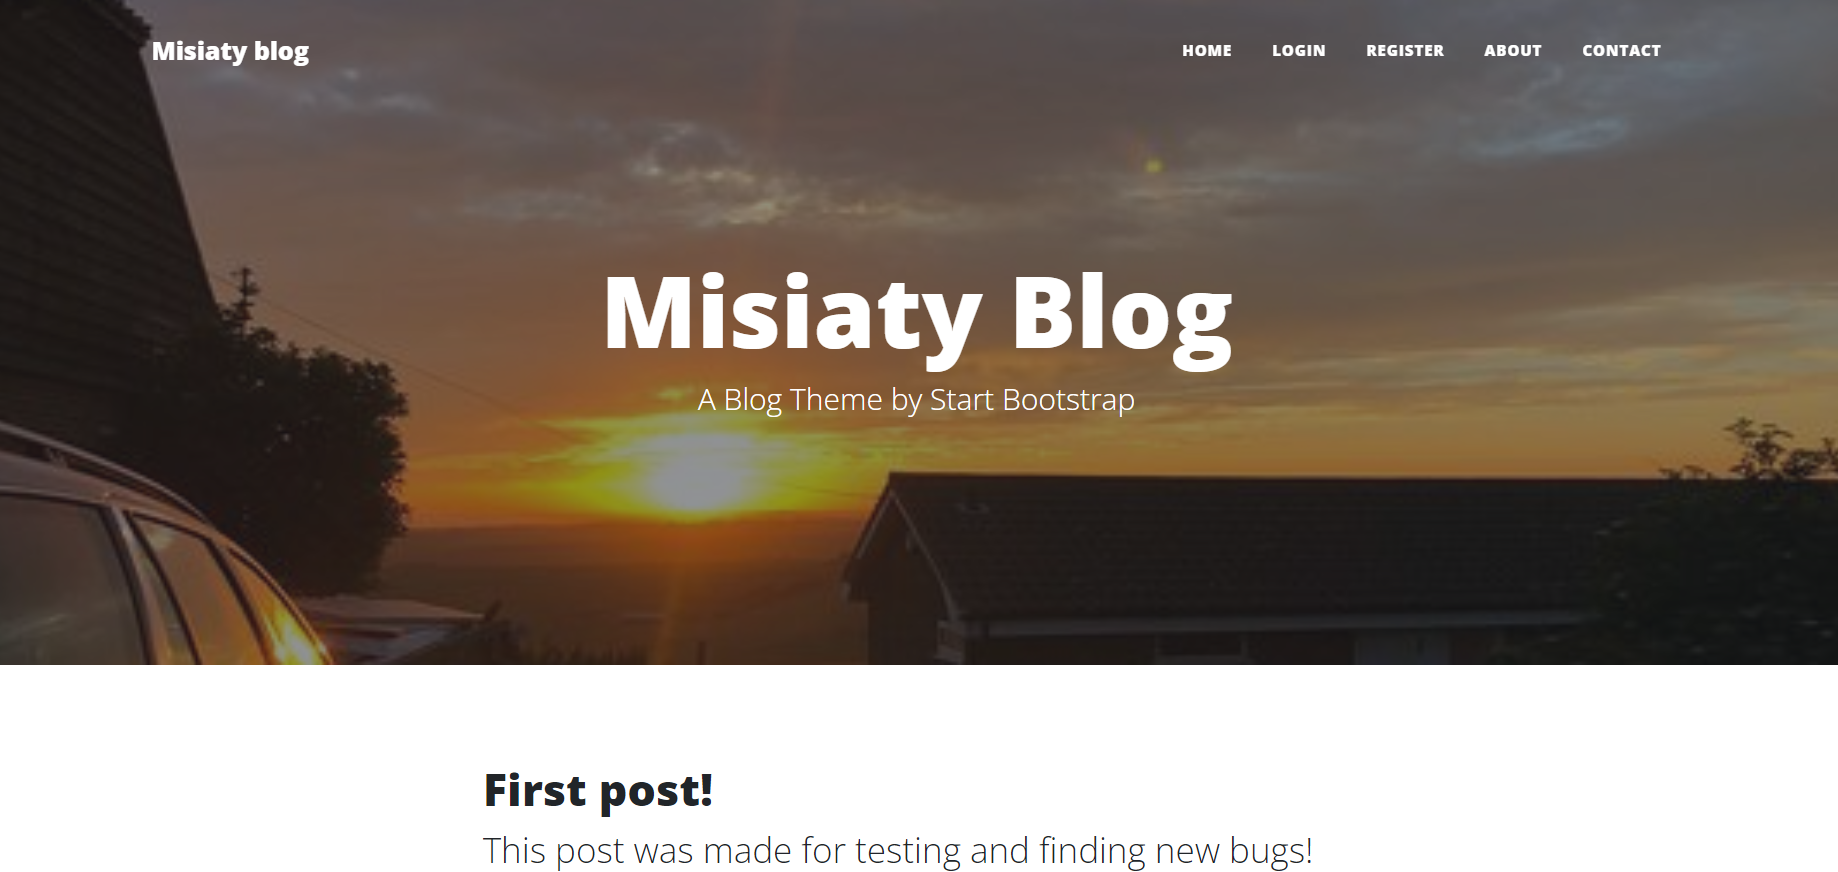 Misiaty blog
HOME LOGIN REGISTER ABOUT CONTACT
Misiaty Blog
A Blog Theme by Start Bootstrap
First post!
This post was made for testing and finding new bugs!